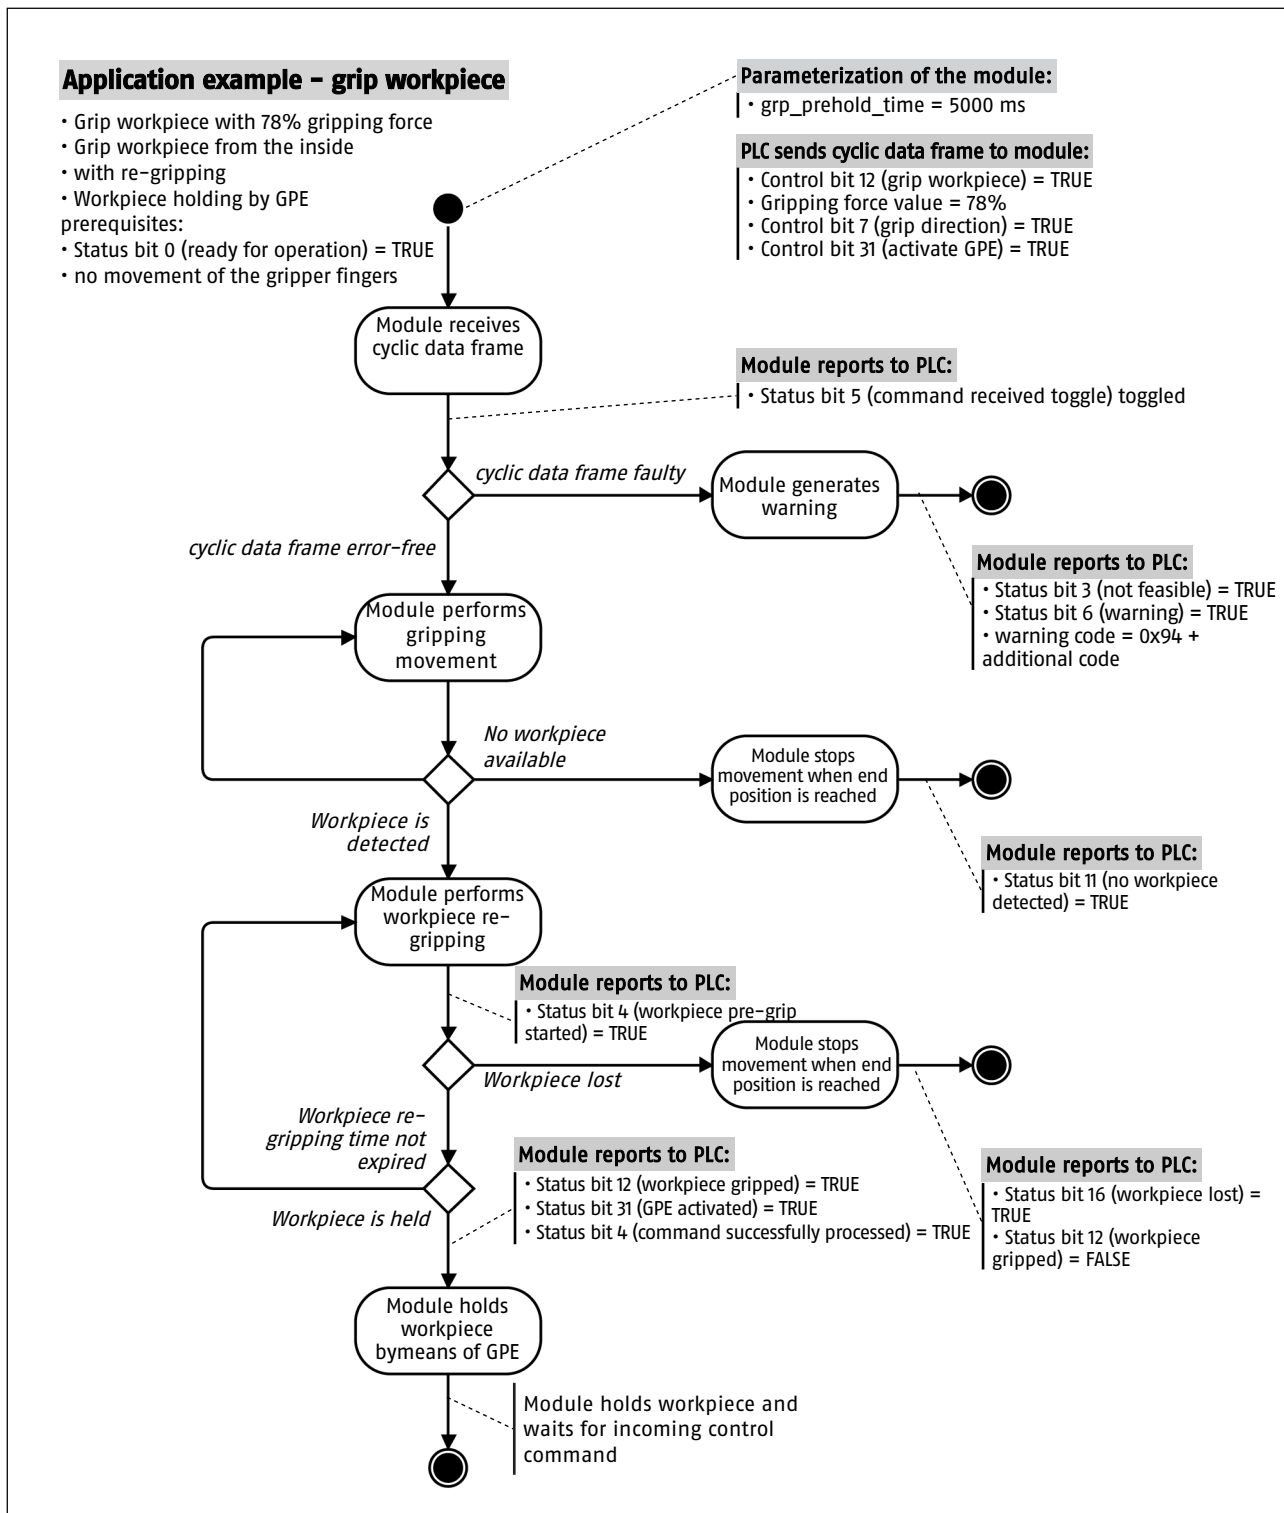 Application example – grip workpiece
• Grip workpiece with 78% gripping force
• Grip workpiece from the inside
• with re-gripping
• Workpiece holding by GPE
prerequisites:
• Status bit 0 (ready for operation) = TRUE
• no movement of the gripper fingers
Parameterization of the module:
• grp_prehold_time = 5000 ms
PLC sends cyclic data frame to module:
• Control bit 12 (grip workpiece) = TRUE
• Gripping force value = 78%
• Control bit 7 (grip direction) = TRUE
• Control bit 31 (activate GPE) = TRUE
Module receives
cyclic data frame
Module reports to PLC:
• Status bit 5 (command received toggle) toggled
cyclic data frame faulty
Module generates
warning
cyclic data frame error-free
Module reports to PLC:
• Status bit 3 (not feasible) = TRUE
• Status bit 6 (warning) = TRUE
• warning code = 0x94 +
additional code
Module performs
gripping
movement
No workpiece
available
Module stops
movement when end
position is reached
Workpiece is
detected
Module reports to PLC:
• Status bit 11 (no workpiece
detected) = TRUE
Module performs
workpiece re-
gripping
Module reports to PLC:
• Status bit 4 (workpiece pre-grip
started) = TRUE
Workpiece lost
Module stops
movement when end
position is reached
Workpiece re-
gripping time not
expired
Module reports to PLC:
• Status bit 12 (workpiece gripped) = TRUE
• Status bit 31 (GPE activated) = TRUE
• Status bit 4 (command successfully processed) = TRUE
Module reports to PLC:
• Status bit 16 (workpiece lost) =
TRUE
• Status bit 12 (workpiece
gripped) = FALSE
Workpiece is held
Module holds
workpiece
bymeans of GPE
Module holds workpiece and
waits for incoming control
command